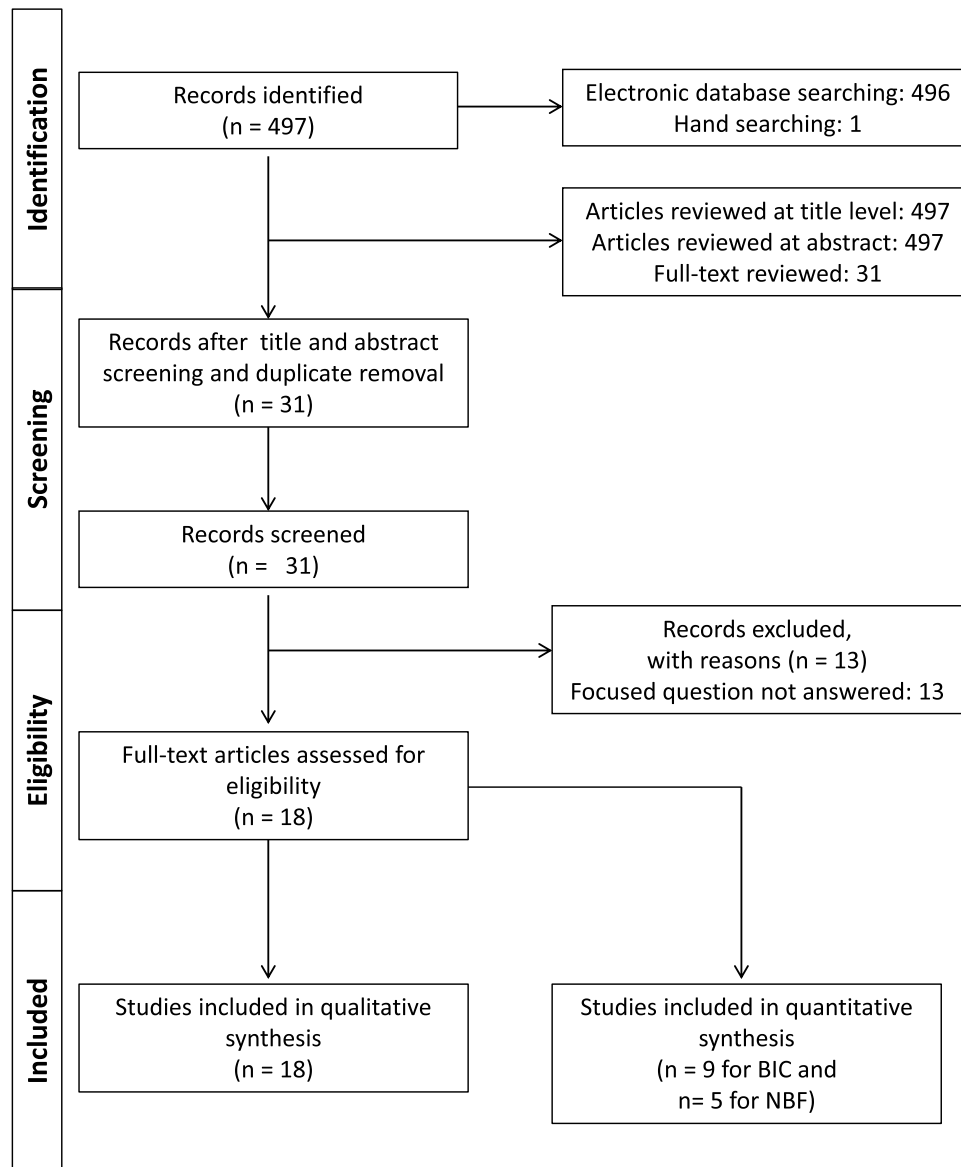 Identification
Records identified
(n = 497)
Electronic database searching: 496
Hand searching: 1
Articles reviewed at title level: 497
Articles reviewed at abstract: 497
Full-text reviewed: 31
Screening
Records after  title and abstract
screening and duplicate removal
(n = 31)
Records screened
(n =   31)
Eligibility
Records excluded,
with reasons (n = 13)
Focused question not answered: 13
Full-text articles assessed for
eligibility
(n = 18)
Included
Studies included in qualitative
synthesis
(n = 18)
Studies included in quantitative
synthesis
(n = 9 for BIC and
n= 5 for NBF)